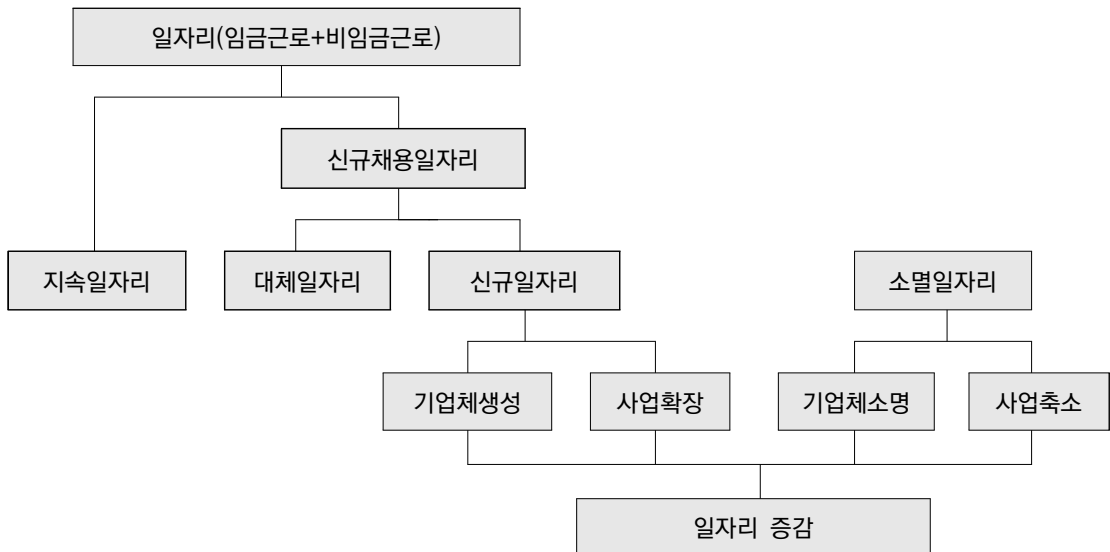 일자리(임금근로+비임금근로)
신규채용일자리
지속일자리
대체일자리
신규일자리
소멸일자리
기업체생성
사업확장
기업체소명
사업축소
일자리 증감